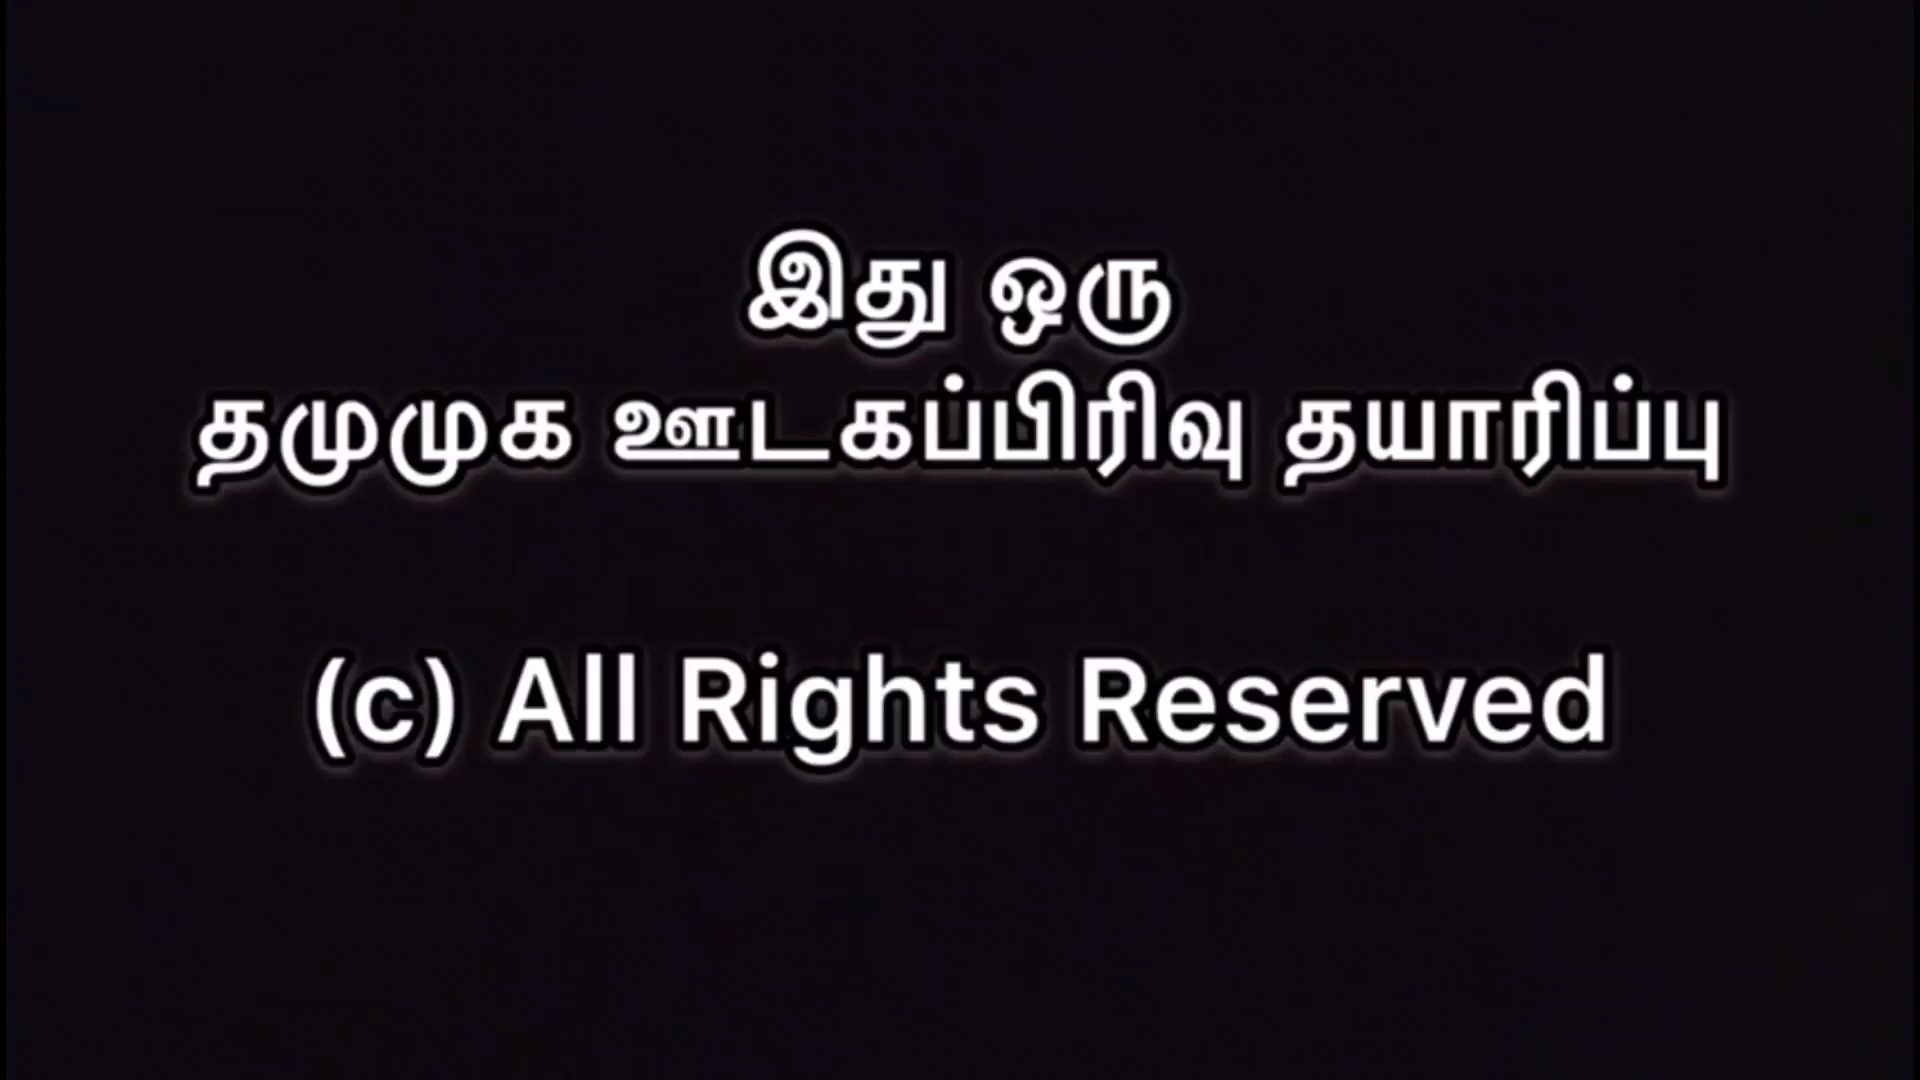 இது ஒரு
தமுமுக ஊடகப்பிரிவு தயாரிப்பு
(c) All Rights Reserved